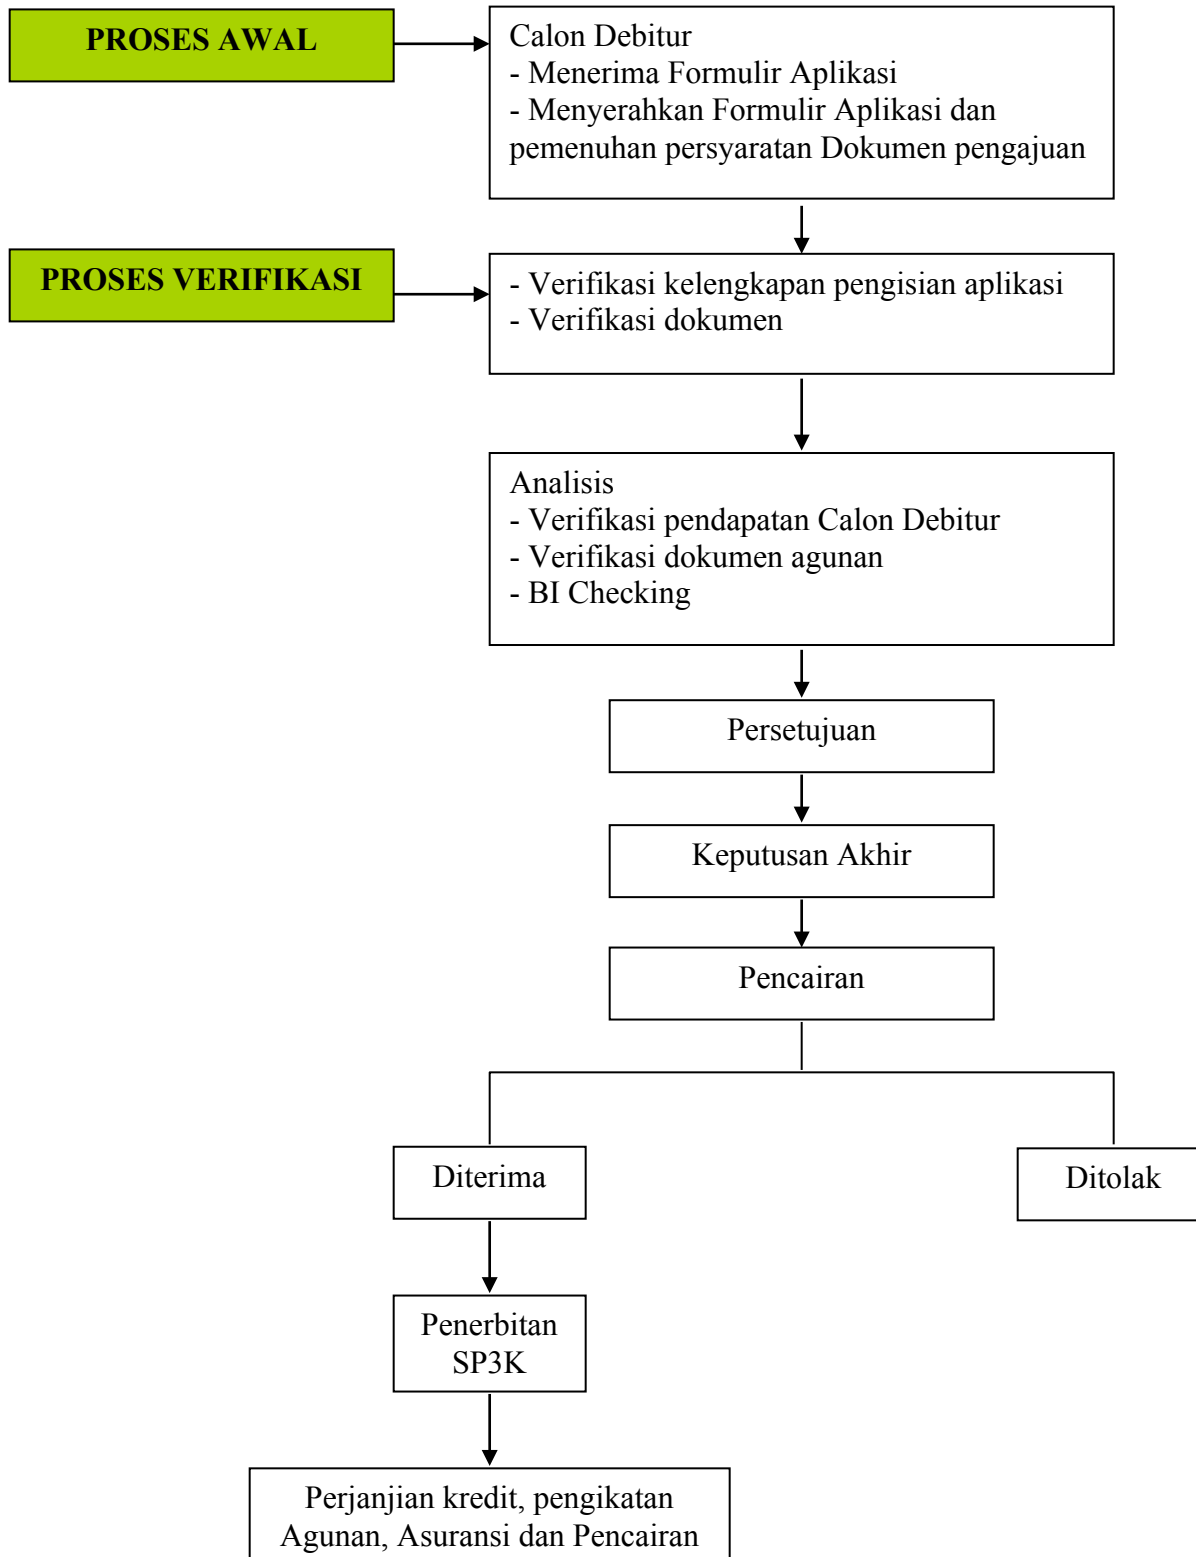 PROSES AWAL
Calon Debitur
- Menerima Formulir Aplikasi
- Menyerahkan Formulir Aplikasi dan
pemenuhan persyaratan Dokumen pengajuan
PROSES VERIFIKASI
- Verifikasi kelengkapan pengisian aplikasi
- Verifikasi dokumen
Analisis
- Verifikasi pendapatan Calon Debitur
- Verifikasi dokumen agunan
- BI Checking
Persetujuan
Keputusan Akhir
Pencairan
Diterima
Ditolak
Penerbitan
SP3K
Perjanjian kredit, pengikatan
Agunan, Asuransi dan Pencairan